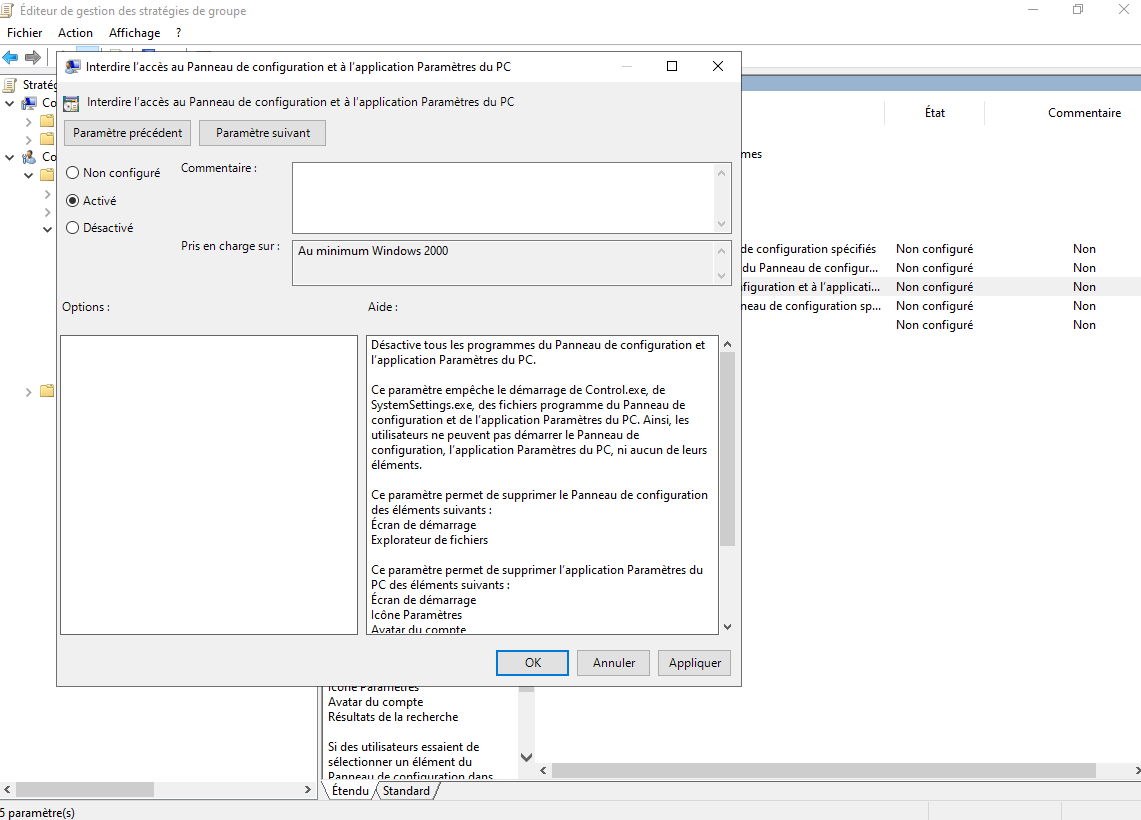 Éditeur de gestion des stratégies de groupe
Fichier Action Affichage ?
Interdire l'accès au Panneau de configuration et à l'application Paramètres du PC
Interdire l'accès au Panneau de configuration et à l'application Paramètres du PC
Paramètre précédent Paramètre suivant
Non configuré
Activé
Désactivé
Commentaire :
Pris en charge sur :
Au minimum Windows 2000
Options :
Aide :
Désactive tous les programmes du Panneau de configuration et
l'application Paramètres du PC.
Ce paramètre empêche le démarrage de Control.exe, de
SystemSettings.exe, des fichiers programme du Panneau de
configuration et de l'application Paramètres du PC. Ainsi, les
utilisateurs ne peuvent pas démarrer le Panneau de
configuration, l'application Paramètres du PC, ni aucun de leurs
éléments.
Ce paramètre permet de supprimer le Panneau de configuration
des éléments suivants :
Écran de démarrage
Explorateur de fichiers
Ce paramètre permet de supprimer l'application Paramètres du
PC des éléments suivants :
Écran de démarrage
Icône Paramètres
Avatar du compte
OK Annuler Appliquer
Stratég
Co
Co
État Commentaire
mes
de configuration spécifiés Non configuré Non
du Panneau de configur... Non configuré Non
figuration et à l'applicati... Non configuré Non
neau de configuration sp... Non configuré Non
Non configuré Non
Icône Paramètres
Avatar du compte
Résultats de la recherche
Si des utilisateurs essaient de
sélectionner un élément du
Panneau de configuration dans
Étendu Standard
5 paramètre(s)